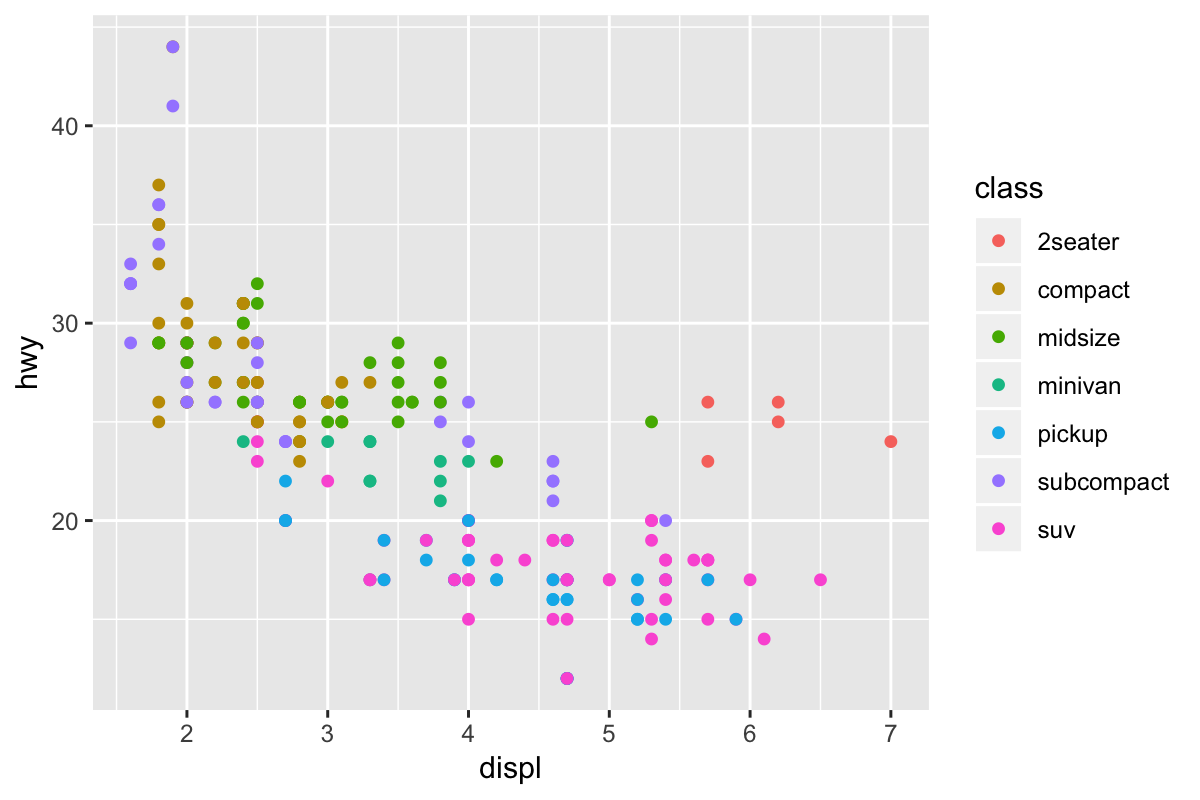 40
30
20
hwy
2 3 4 5 6 7
displ
class
2seater
compact
midsize
minivan
pickup
subcompact
suv